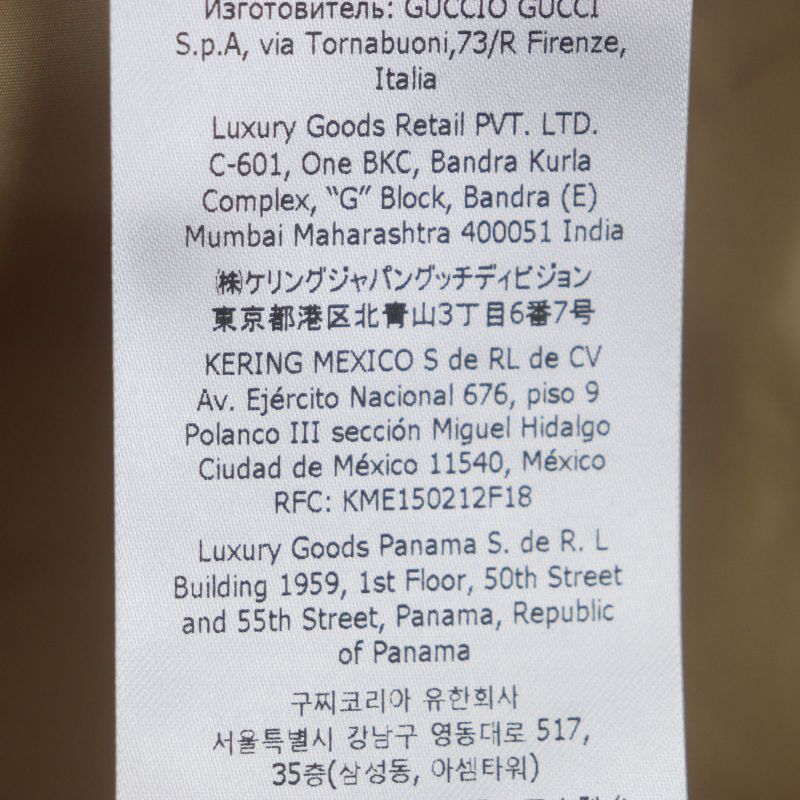 Изготовитель: GUCCIO GUCCI
S.p.A, via Tornabuoni,73/R Firenze,
Italia
Luxury Goods Retail PVT. LTD.
C-601, One BKC, Bandra Kurla
Complex, “G” Block, Bandra (E)
Mumbai Maharashtra 400051 India
㈱ケリングジャパングッチディビジョン
東京都港区北青山3丁目6番7号
KERING MEXICO S de RL de CV
Av. Ejército Nacional 676, piso 9
Polanco III sección Miguel Hidalgo
Ciudad de México 11540, México
RFC: KME150212F18
Luxury Goods Panama S. de R. L
Building 1959, 1st Floor, 50th Street
and 55th Street, Panama, Republic
of Panama
구찌코리아 유한회사
서울특별시 강남구 영동대로 517,
35층(삼성동, 아셈타워)